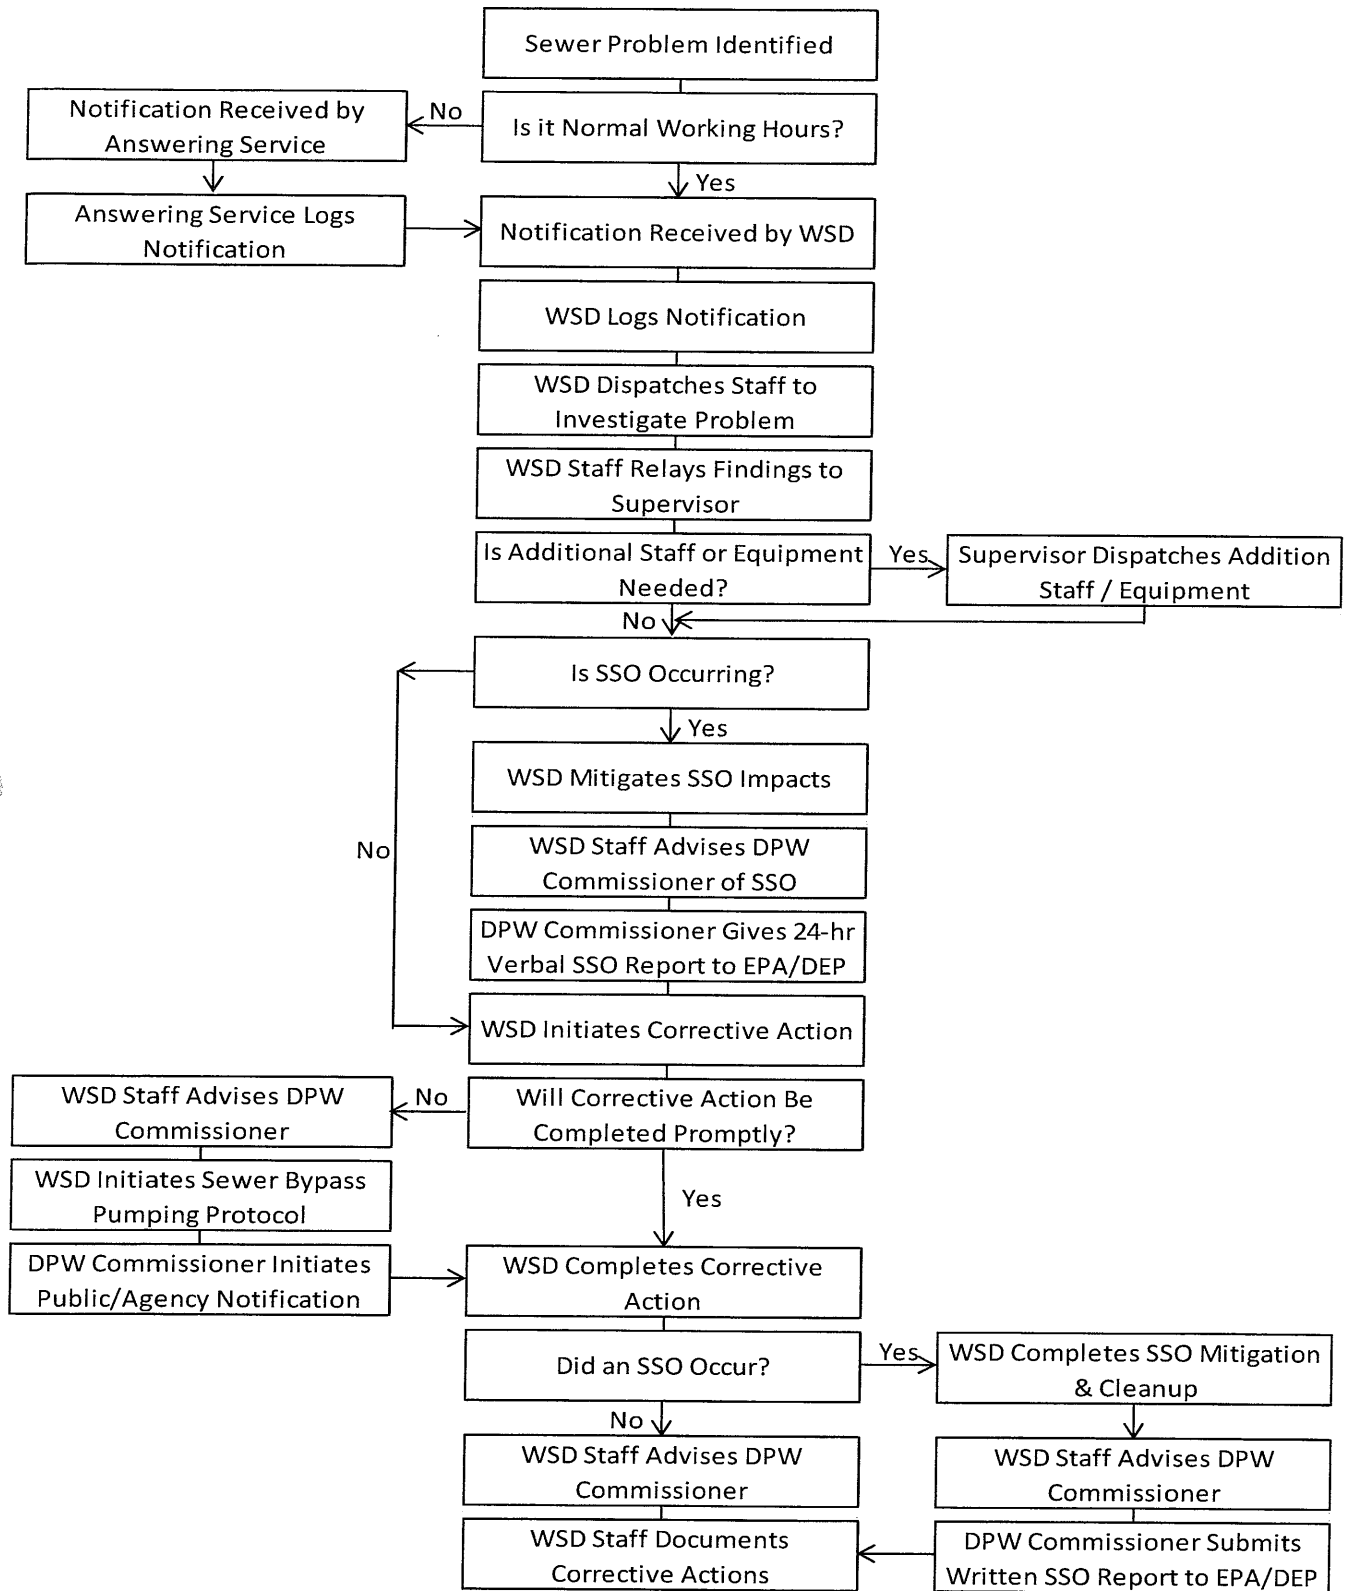 Sewer Problem Identified
Is it Normal Working Hours?
No
Notification Received by
Answering Service
Yes
Answering Service Logs
Notification
Notification Received by WSD
WSD Logs Notification
WSD Dispatches Staff to
Investigate Problem
WSD Staff Relays Findings to
Supervisor
Is Additional Staff or Equipment
Needed?
Yes
Supervisor Dispatches Addition
Staff / Equipment
No
Is SSO Occurring?
Yes
WSD Mitigates SSO Impacts
No
WSD Staff Advises DPW
Commissioner of SSO
DPW Commissioner Gives 24-hr
Verbal SSO Report to EPA/DEP
WSD Initiates Corrective Action
Will Corrective Action Be
Completed Promptly?
No
WSD Staff Advises DPW
Commissioner
WSD Initiates Sewer Bypass
Pumping Protocol
DPW Commissioner Initiates
Public/Agency Notification
Yes
WSD Completes Corrective
Action
Did an SSO Occur?
Yes
WSD Completes SSO Mitigation
& Cleanup
No
WSD Staff Advises DPW
Commissioner
WSD Staff Advises DPW
Commissioner
WSD Staff Documents
Corrective Actions
DPW Commissioner Submits
Written SSO Report to EPA/DEP